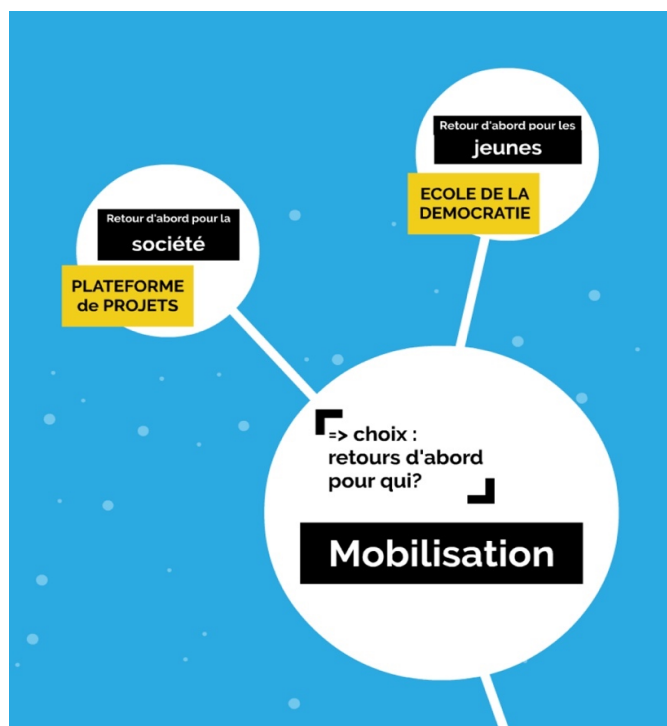 Retour d'abord pour les
jeunes
ECOLE DE LA
DEMOCRATIE
Retour d'abord pour la
société
PLATEFORME
de PROJETS
=> choix :
retours d'abord
pour qui?
Mobilisation